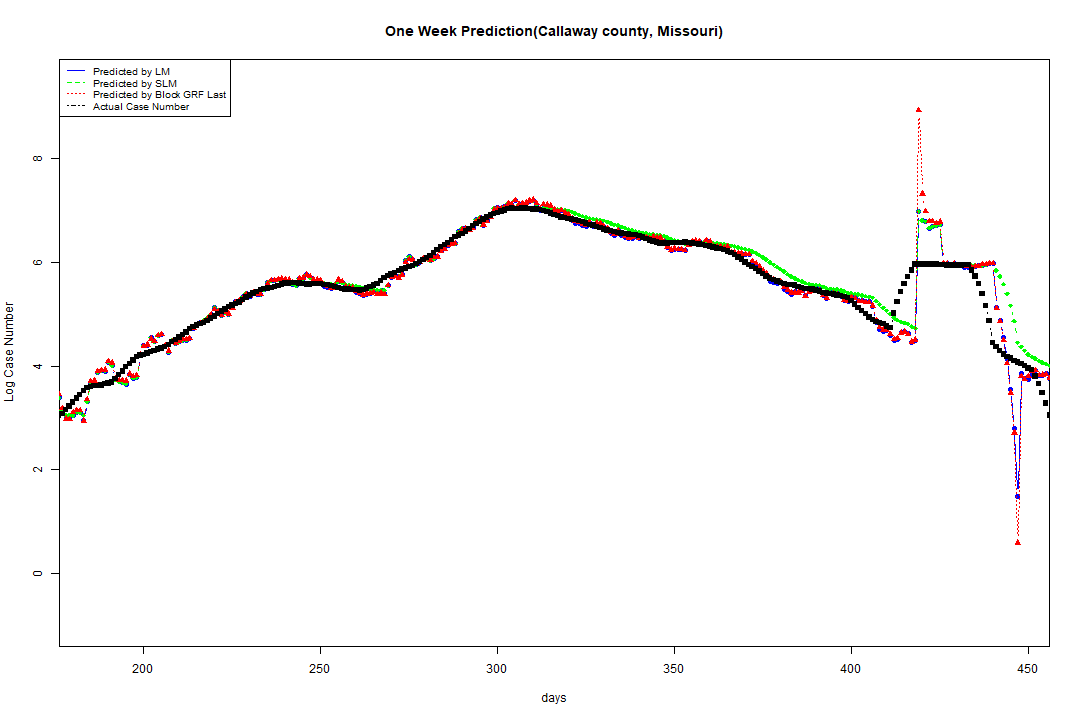 One Week Prediction(Callaway county, Missouri)
Predicted by LM
Predicted by SLM
Predicted by Block GRF Last
Actual Case Number
8
6
4
2
0
Log Case Number
200 250 300 350 400 450
days